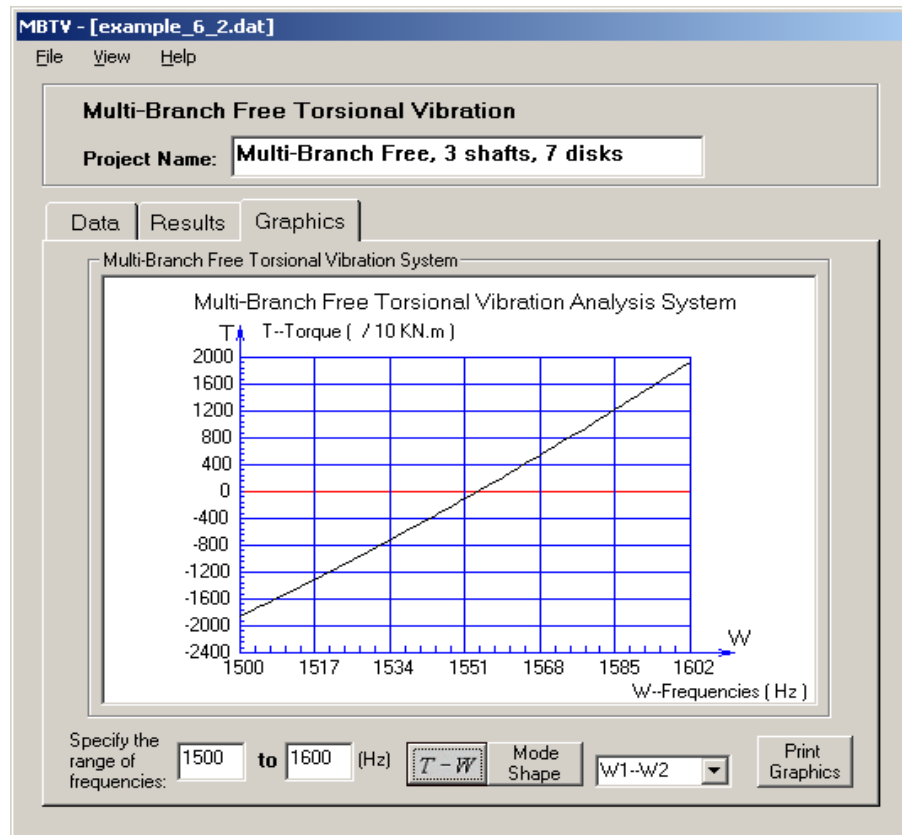 MBTV - [example_6_2.dat]
File View Help
Multi-Branch Free Torsional Vibration
Project Name: Multi-Branch Free, 3 shafts, 7 disks
Data Results Graphics
Multi-Branch Free Torsional Vibration System
Multi-Branch Free Torsional Vibration Analysis System
T T--Torque ( / 10 KN.m )
2000
1600
1200
800
400
0
-400
-800
-1200
-1600
-2000
-2400
W
1500 1517 1534 1551 1568 1585 1602
W--Frequencies ( Hz )
Specify the
range of
frequencies:
1500 to 1600 (Hz)
T - W
Mode
Shape
W1--W2
Print
Graphics